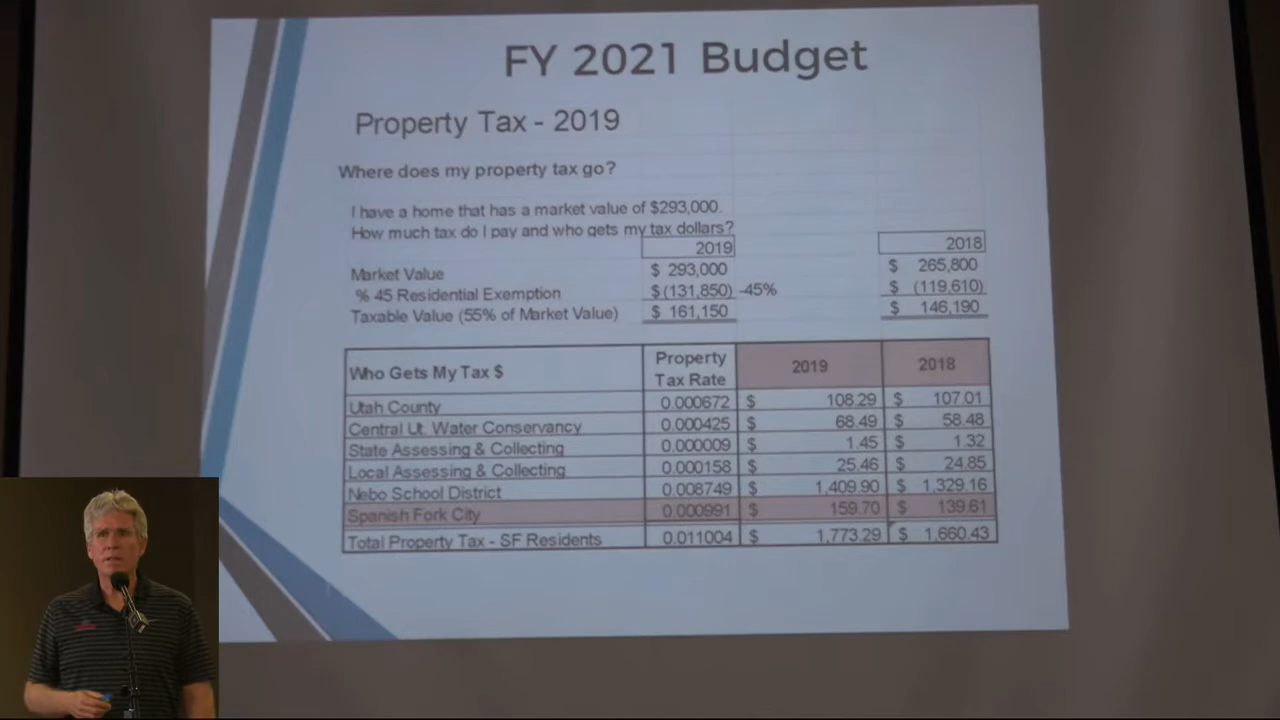 FY 2021 Budget
Property Tax - 2019
Where does my property tax go?
I have a home that has a market value of $293,000.
How much tax do I pay and who gets my tax dollars?
2019 2018
Market Value $ 293,000 $ 265,800
% 45 Residential Exemption $ (131,850) -45% $ (119,610)
Taxable Value (55% of Market Value) $ 161,150 $ 146,190
Who Gets My Tax $ Property Tax Rate 2019 2018
Utah County 0.000672 $ 108.29 $ 107.01
Central Ut. Water Conservancy 0.000425 $ 68.49 $ 58.48
State Assessing & Collecting 0.000009 $ 1.45 $ 1.32
Local Assessing & Collecting 0.000158 $ 25.46 $ 24.85
Nebo School District 0.008749 $ 1,409.90 $ 1,329.16
Spanish Fork City 0.000991 $ 159.70 $ 139.61
Total Property Tax - SF Residents 0.011004 $ 1,773.29 $ 1,660.43